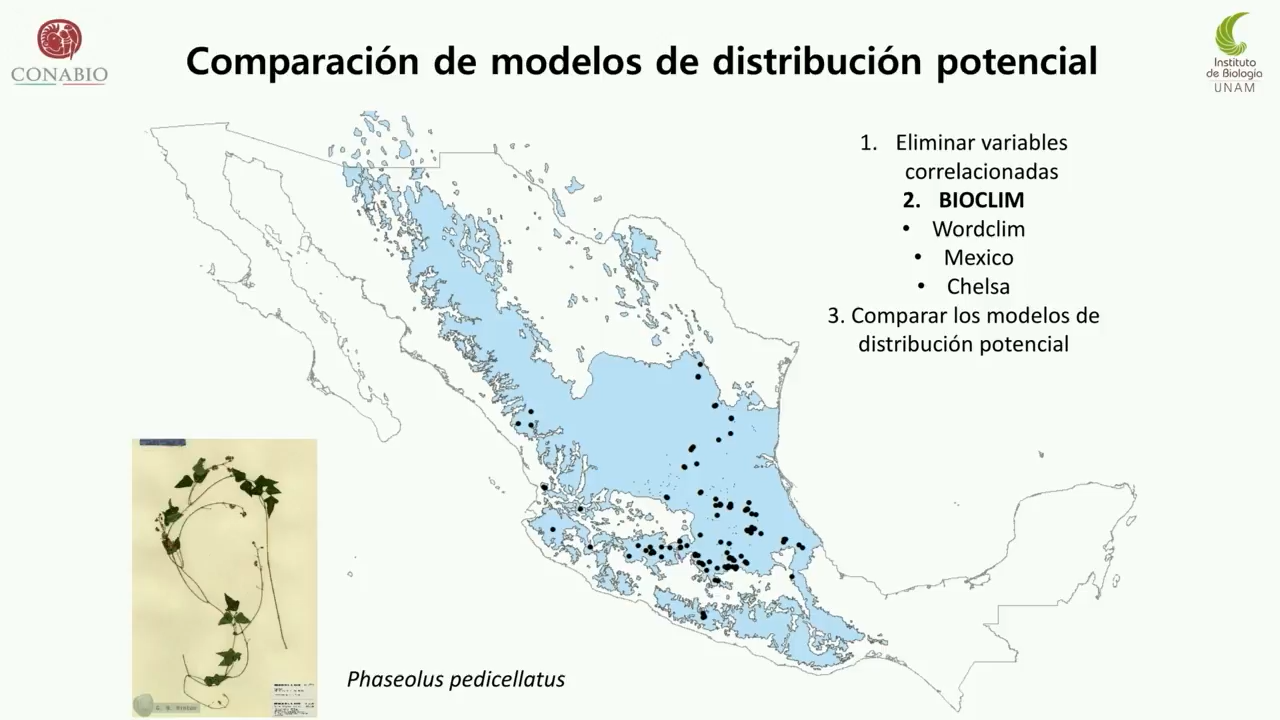 CONABIO
Comparación de modelos de distribución potencial
Instituto
de Biología
UNAM
1. Eliminar variables
correlacionadas
2. BIOCLIM
• Wordclim
• Mexico
• Chelsa
3. Comparar los modelos de
distribución potencial
Phaseolus pedicellatus